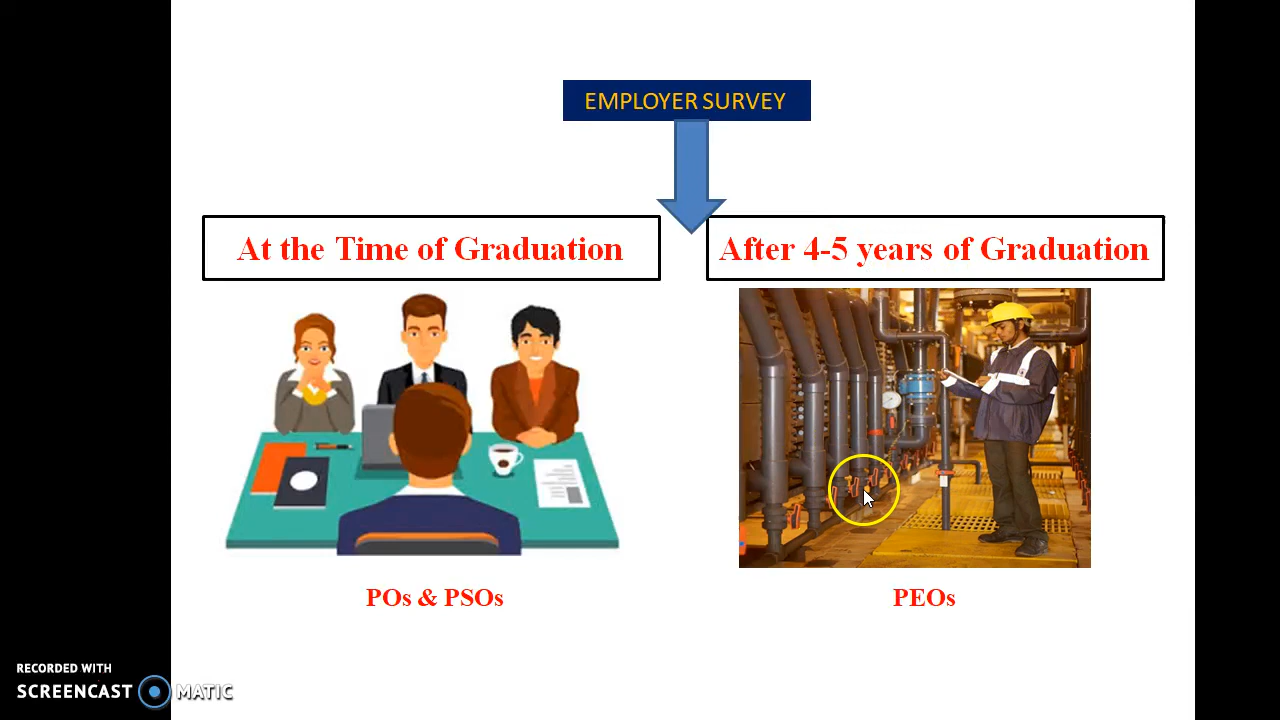 EMPLOYER SURVEY
At the Time of Graduation
After 4-5 years of Graduation
POs & PSOs
PEOs
RECORDED WITH
SCREENCAST MATIC